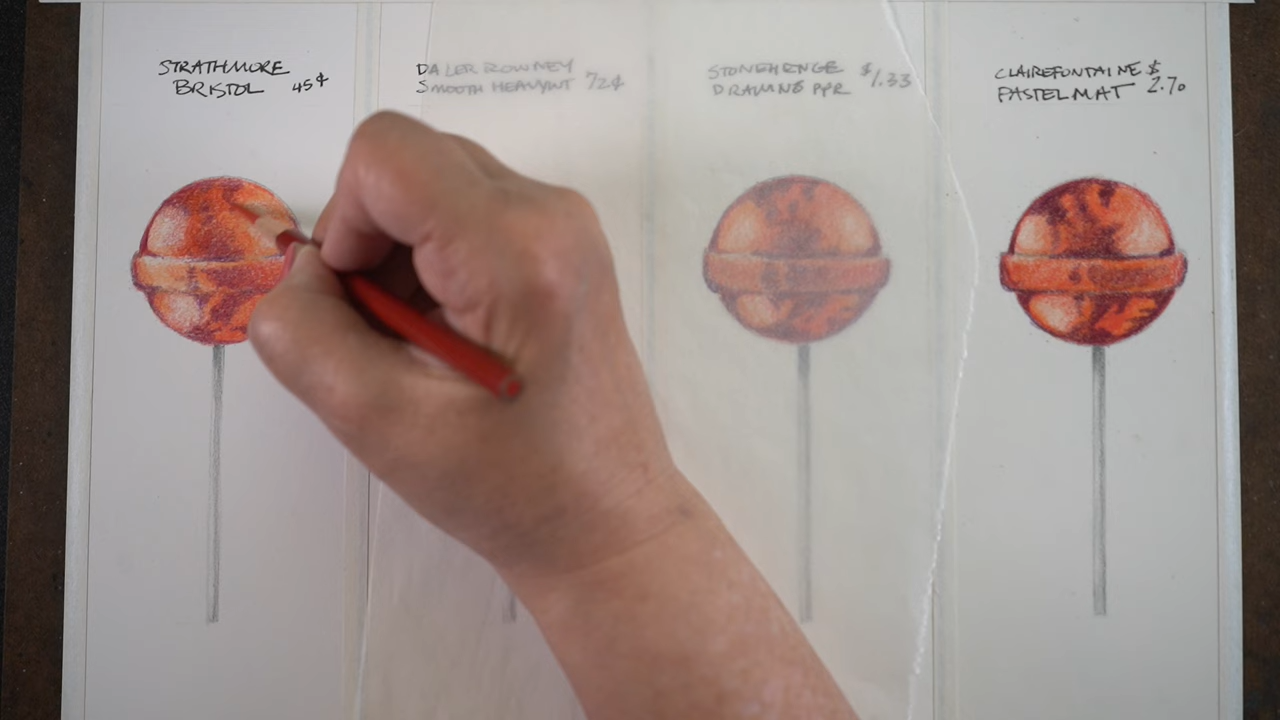 STRATHMORE
BRISTOL 45¢
DALER ROWNEY
SMOOTH HEAVYWT 72¢
STONEHENGE
DRAWING PPR $1.33
CLAIREFONTAINE
PASTELMAT $2.70